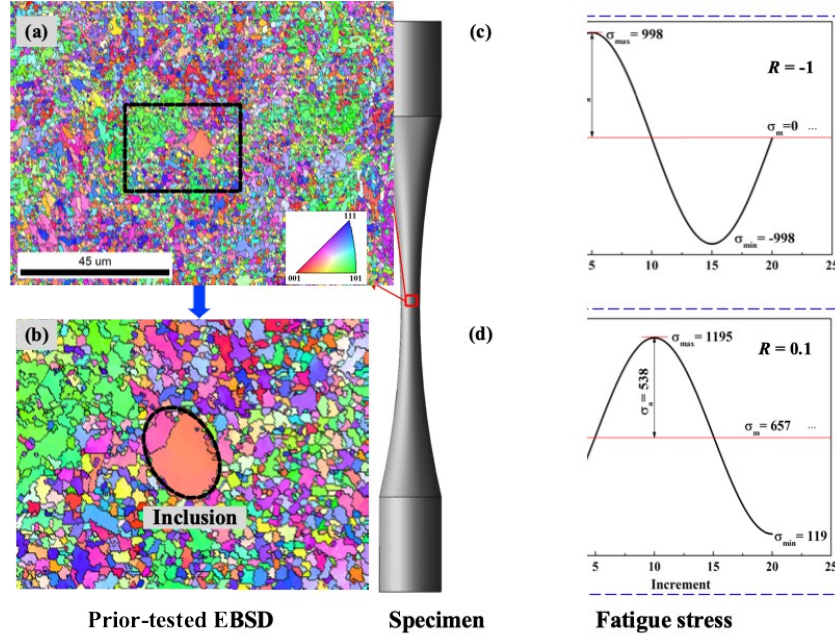 (a)
45 um
111
001
101
(b)
Inclusion
Prior-tested EBSD
Specimen
(c)
σmax=998
R = -1
σm=0 ...
σmin=-998
5 10 15 20 25
(d)
σmax= 1195
R = 0.1
σa= 538
σm= 657 ...
σmin= 119
5 10 15 20 25
Increment
Fatigue stress